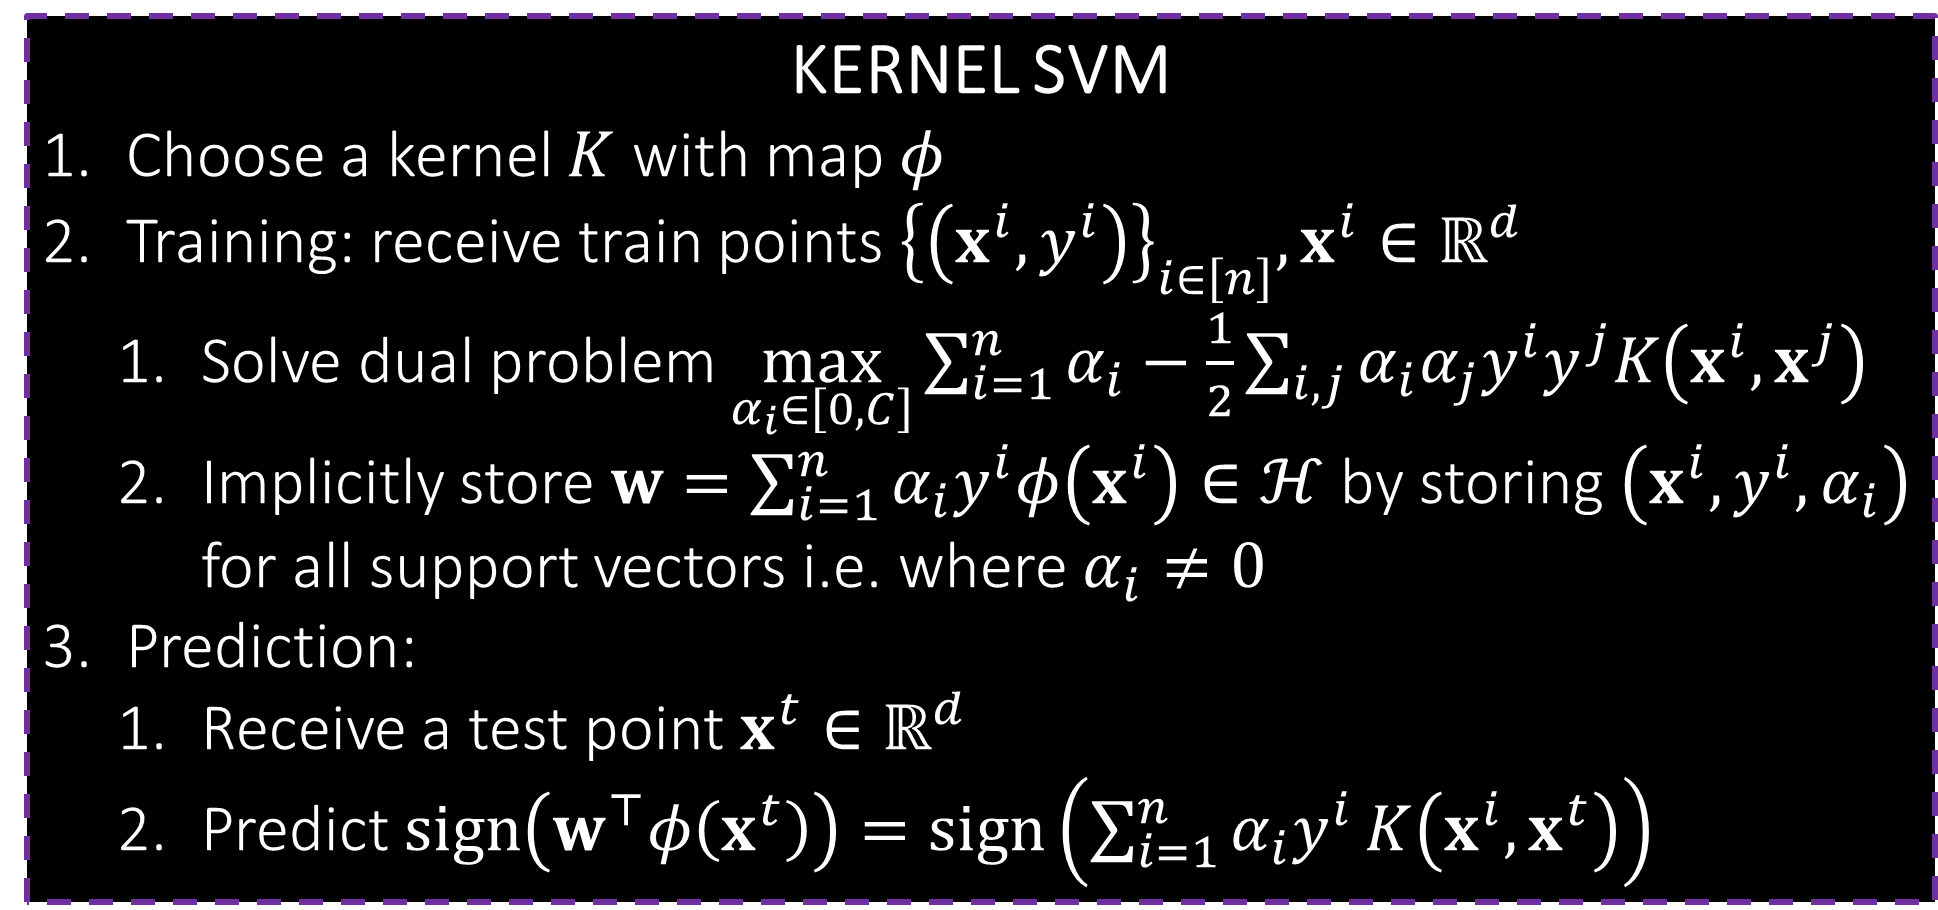 KERNEL SVM
1. Choose a kernel K with map ϕ
2. Training: receive train points {(𝐱ⁱ, yⁱ)}_{i∈[n]}, 𝐱ⁱ ∈ ℝᵈ
1. Solve dual problem max_{αᵢ∈[0,C]} ∑_{i=1}^{n} αᵢ − 1/2 ∑_{i,j} αᵢαⱼyⁱyʲK(𝐱ⁱ, 𝐱ʲ)
2. Implicitly store 𝐰 = ∑_{i=1}^{n} αᵢyⁱϕ(𝐱ⁱ) ∈ ℋ by storing (𝐱ⁱ, yⁱ, αᵢ)
for all support vectors i.e. where αᵢ ≠ 0
3. Prediction:
1. Receive a test point 𝐱ᵗ ∈ ℝᵈ
2. Predict sign(𝐰^⊤ϕ(𝐱ᵗ)) = sign(∑_{i=1}^{n} αᵢyⁱ K(𝐱ⁱ, 𝐱ᵗ))